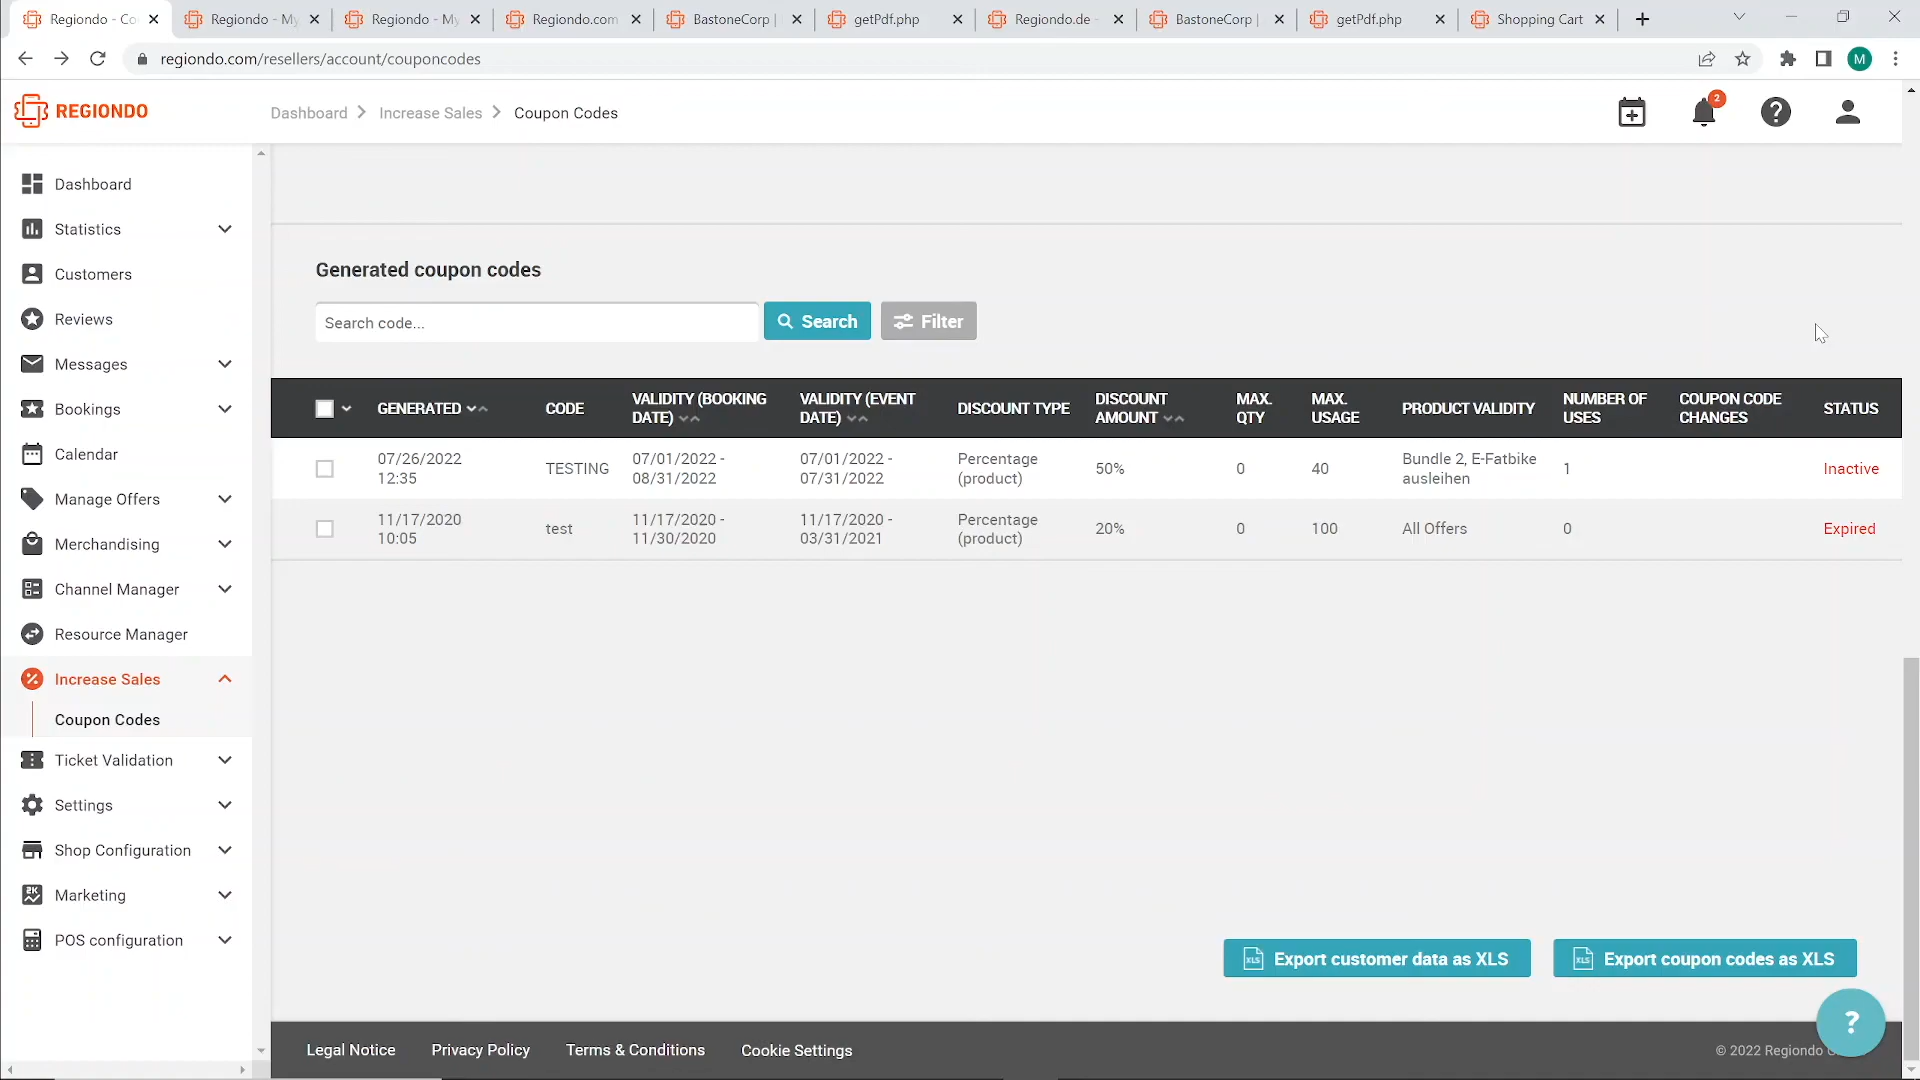 Regiondo - Co
Regiondo - My
Regiondo - My
Regiondo.com
BastoneCorp |
getPdf.php
Regiondo.de -
BastoneCorp |
getPdf.php
Shopping Cart
regiondo.com/resellers/account/couponcodes
M
REGIONDO
Dashboard
Increase Sales
Coupon Codes
2
?
Dashboard
Statistics
Customers
Reviews
Messages
Bookings
Calendar
Manage Offers
Merchandising
Channel Manager
Resource Manager
Increase Sales
Coupon Codes
Ticket Validation
Settings
Shop Configuration
Marketing
POS configuration
Generated coupon codes
Search code...
Search
Filter
GENERATED
CODE
VALIDITY (BOOKING
DATE)
VALIDITY (EVENT
DATE)
DISCOUNT TYPE
DISCOUNT
AMOUNT
MAX.
QTY
MAX.
USAGE
PRODUCT VALIDITY
NUMBER OF
USES
COUPON CODE
CHANGES
STATUS
07/26/2022
12:35
TESTING
07/01/2022 -
08/31/2022
07/01/2022 -
07/31/2022
Percentage
(product)
50%
0
40
Bundle 2, E-Fatbike
ausleihen
1
Inactive
11/17/2020
10:05
test
11/17/2020 -
11/30/2020
11/17/2020 -
03/31/2021
Percentage
(product)
20%
0
100
All Offers
0
Expired
XLS
Export customer data as XLS
XLS
Export coupon codes as XLS
?
Legal Notice
Privacy Policy
Terms & Conditions
Cookie Settings
© 2022 Regiondo